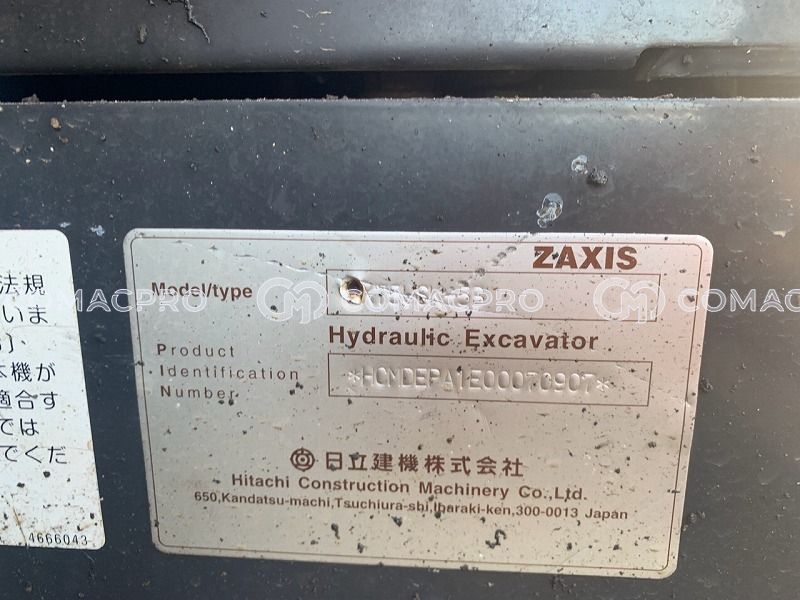 法規
いま
本機が
適合す
では
でくだ
4666043
ZAXIS
Model/type
Hydraulic Excavator
Product
Identification
Number
*HCMDEPA1E00070907*
日立建機株式会社
Hitachi Construction Machinery Co.,Ltd.
650,Kandatsu-machi,Tsuchiura-shi,Ibaraki-ken,300-0013 Japan
COMACPRO
COMACPRO
COMAC